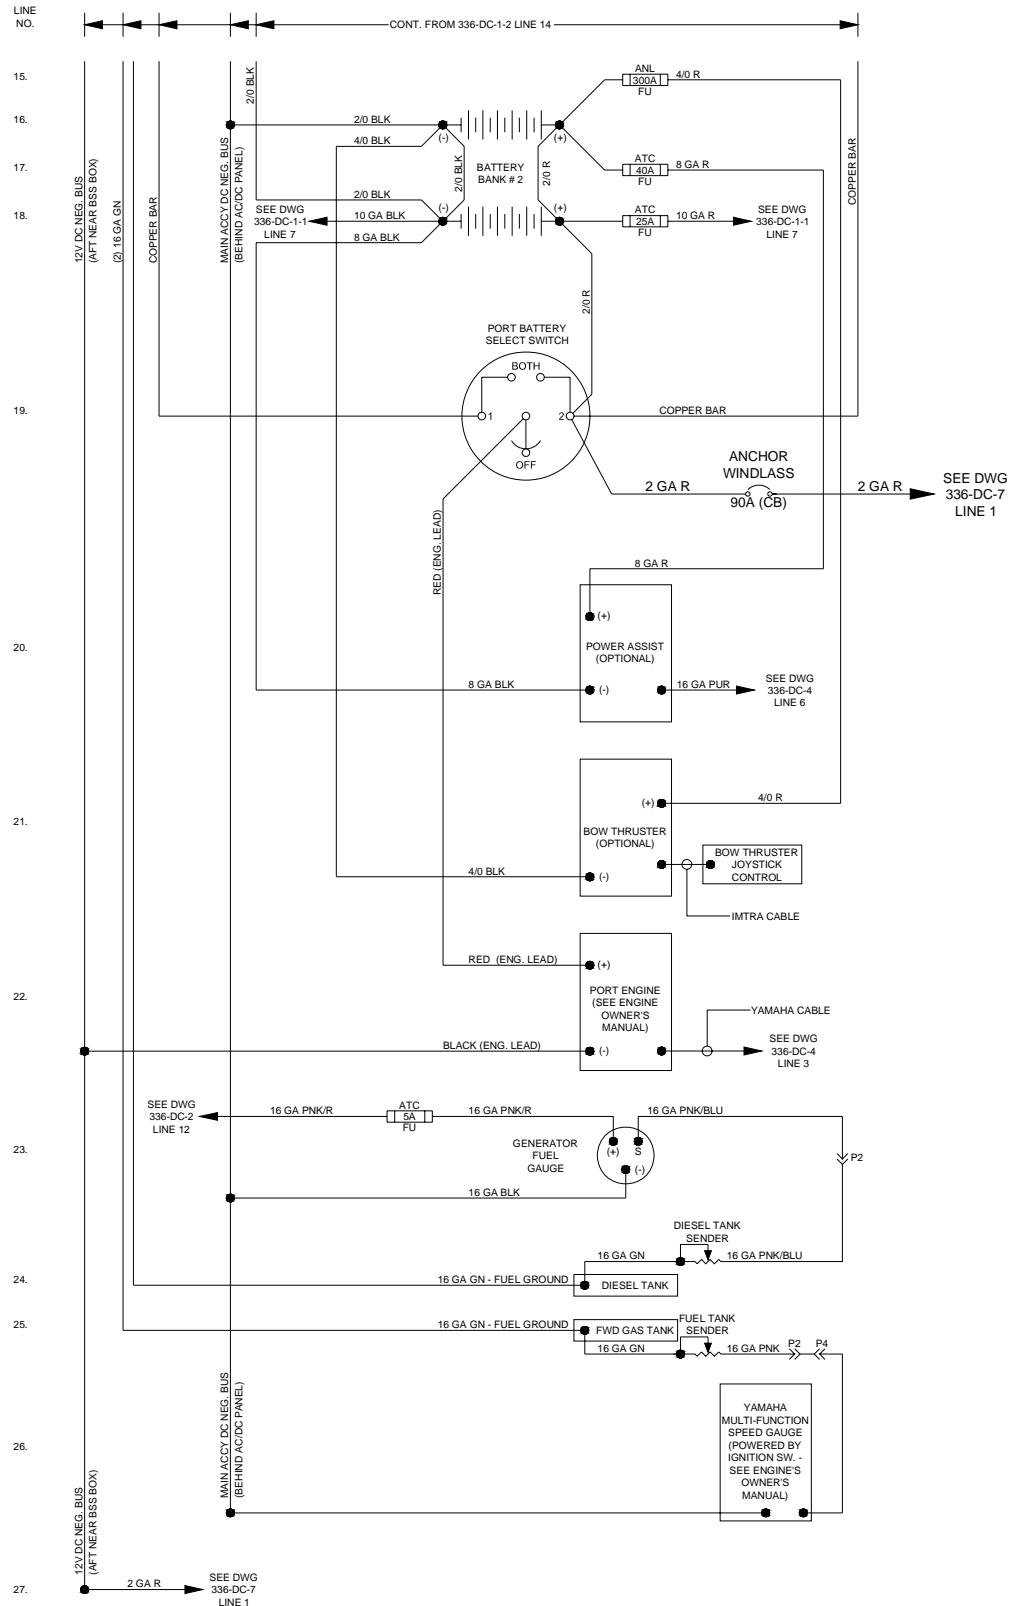 LINE
NO.
CONT. FROM 336-DC-1-2 LINE 14
15.
2/0 BLK
ANL
300A
FU
4/0 R
16.
2/0 BLK
4/0 BLK
(-)
(+)
12V DC NEG. BUS
(AFT NEAR BSS BOX)
(2) 16 GA GN
COPPER BAR
MAIN ACCY DC NEG. BUS
(BEHIND AC/DC PANEL)
COPPER BAR
17.
2/0 BLK
BATTERY
BANK # 2
2/0 R
ATC
40A
FU
8 GA R
18.
2/0 BLK
(-)
(+)
SEE DWG
336-DC-1-1
LINE 7
10 GA BLK
8 GA BLK
ATC
25A
FU
10 GA R
SEE DWG
336-DC-1-1
LINE 7
2/0 R
PORT BATTERY
SELECT SWITCH
BOTH
19.
1
2
OFF
COPPER BAR
ANCHOR
WINDLASS
2 GA R
90A (CB)
2 GA R
SEE DWG
336-DC-7
LINE 1
RED (ENG. LEAD)
8 GA R
20.
(+)
POWER ASSIST
(OPTIONAL)
8 GA BLK
(-)
16 GA PUR
SEE DWG
336-DC-4
LINE 6
21.
(+)
4/0 R
BOW THRUSTER
(OPTIONAL)
4/0 BLK
(-)
BOW THRUSTER
JOYSTICK
CONTROL
IMTRA CABLE
22.
RED (ENG. LEAD)
(+)
PORT ENGINE
(SEE ENGINE
OWNER'S
MANUAL)
YAMAHA CABLE
BLACK (ENG. LEAD)
(-)
SEE DWG
336-DC-4
LINE 3
23.
SEE DWG
336-DC-2
LINE 12
16 GA PNK/R
ATC
5A
FU
16 GA PNK/R
16 GA PNK/BLU
GENERATOR
FUEL
GAUGE
(+)
S
(-)
P2
16 GA BLK
DIESEL TANK
SENDER
16 GA GN
16 GA PNK/BLU
24.
16 GA GN - FUEL GROUND
DIESEL TANK
25.
16 GA GN - FUEL GROUND
FWD GAS TANK
FUEL TANK
SENDER
16 GA GN
16 GA PNK
P2
P4
26.
MAIN ACCY DC NEG. BUS
(BEHIND AC/DC PANEL)
YAMAHA
MULTI-FUNCTION
SPEED GAUGE
(POWERED BY
IGNITION SW. -
SEE ENGINE'S
OWNER'S
MANUAL)
12V DC NEG. BUS
(AFT NEAR BSS BOX)
27.
2 GA R
SEE DWG
336-DC-7
LINE 1